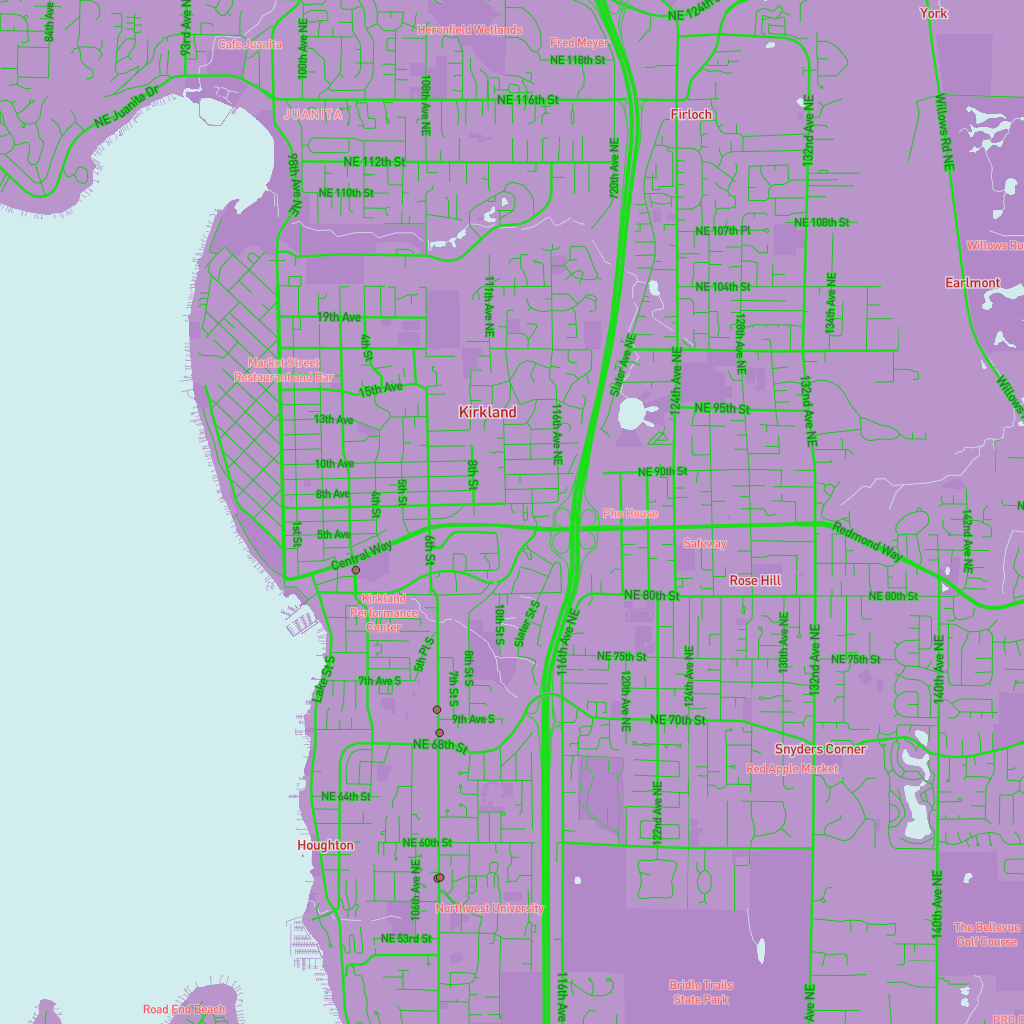 84th Ave
93rd Ave N
Cafe Juanita
100th Ave NE
Heronfield Wetlands
Fred Meyer
NE 124th S
York
NE 118th St
NE Juanita Dr
JUANITA
108th Ave NE
NE 116th St
Firloch
132nd Ave NE
Willows Rd NE
98th Ave NE
NE 112th St
120th Ave NE
NE 110th St
NE 107th Pl
NE 108th St
Willows Ru
111th Ave NE
NE 104th St
134th Ave NE
Earlmont
19th Ave
4th St
128th Ave NE
Market Street
Restaurant and Bar
Slater Ave NE
124th Ave NE
15th Ave
132nd Ave NE
Willows
13th Ave
Kirkland
116th Ave NE
NE 95th St
10th Ave
8th St
NE 90th St
8th Ave
4th St
5th St
Pho House
1st St
5th Ave
Central Way
6th St
Safeway
Redmond Way
142nd Ave NE
N
Rose Hill
Kirkland
Performance
Center
10th St S
Slater St S
116th Ave NE
NE 80th St
NE 80th St
5th Pl S
8th St S
NE 75th St
130th Ave NE
132nd Ave NE
NE 75th St
140th Ave NE
Lake St S
7th Ave S
7th St S
120th Ave NE
124th Ave NE
9th Ave S
NE 70th St
NE 68th St
Snyders Corner
Red Apple Market
NE 64th St
122nd Ave NE
Houghton
NE 60th St
106th Ave NE
Northwest University
140th Ave NE
NE 53rd St
The Bellevue
Golf Course
116th Ave
Bridle Trails
State Park
Ave NE
Road End Beach
PRO C